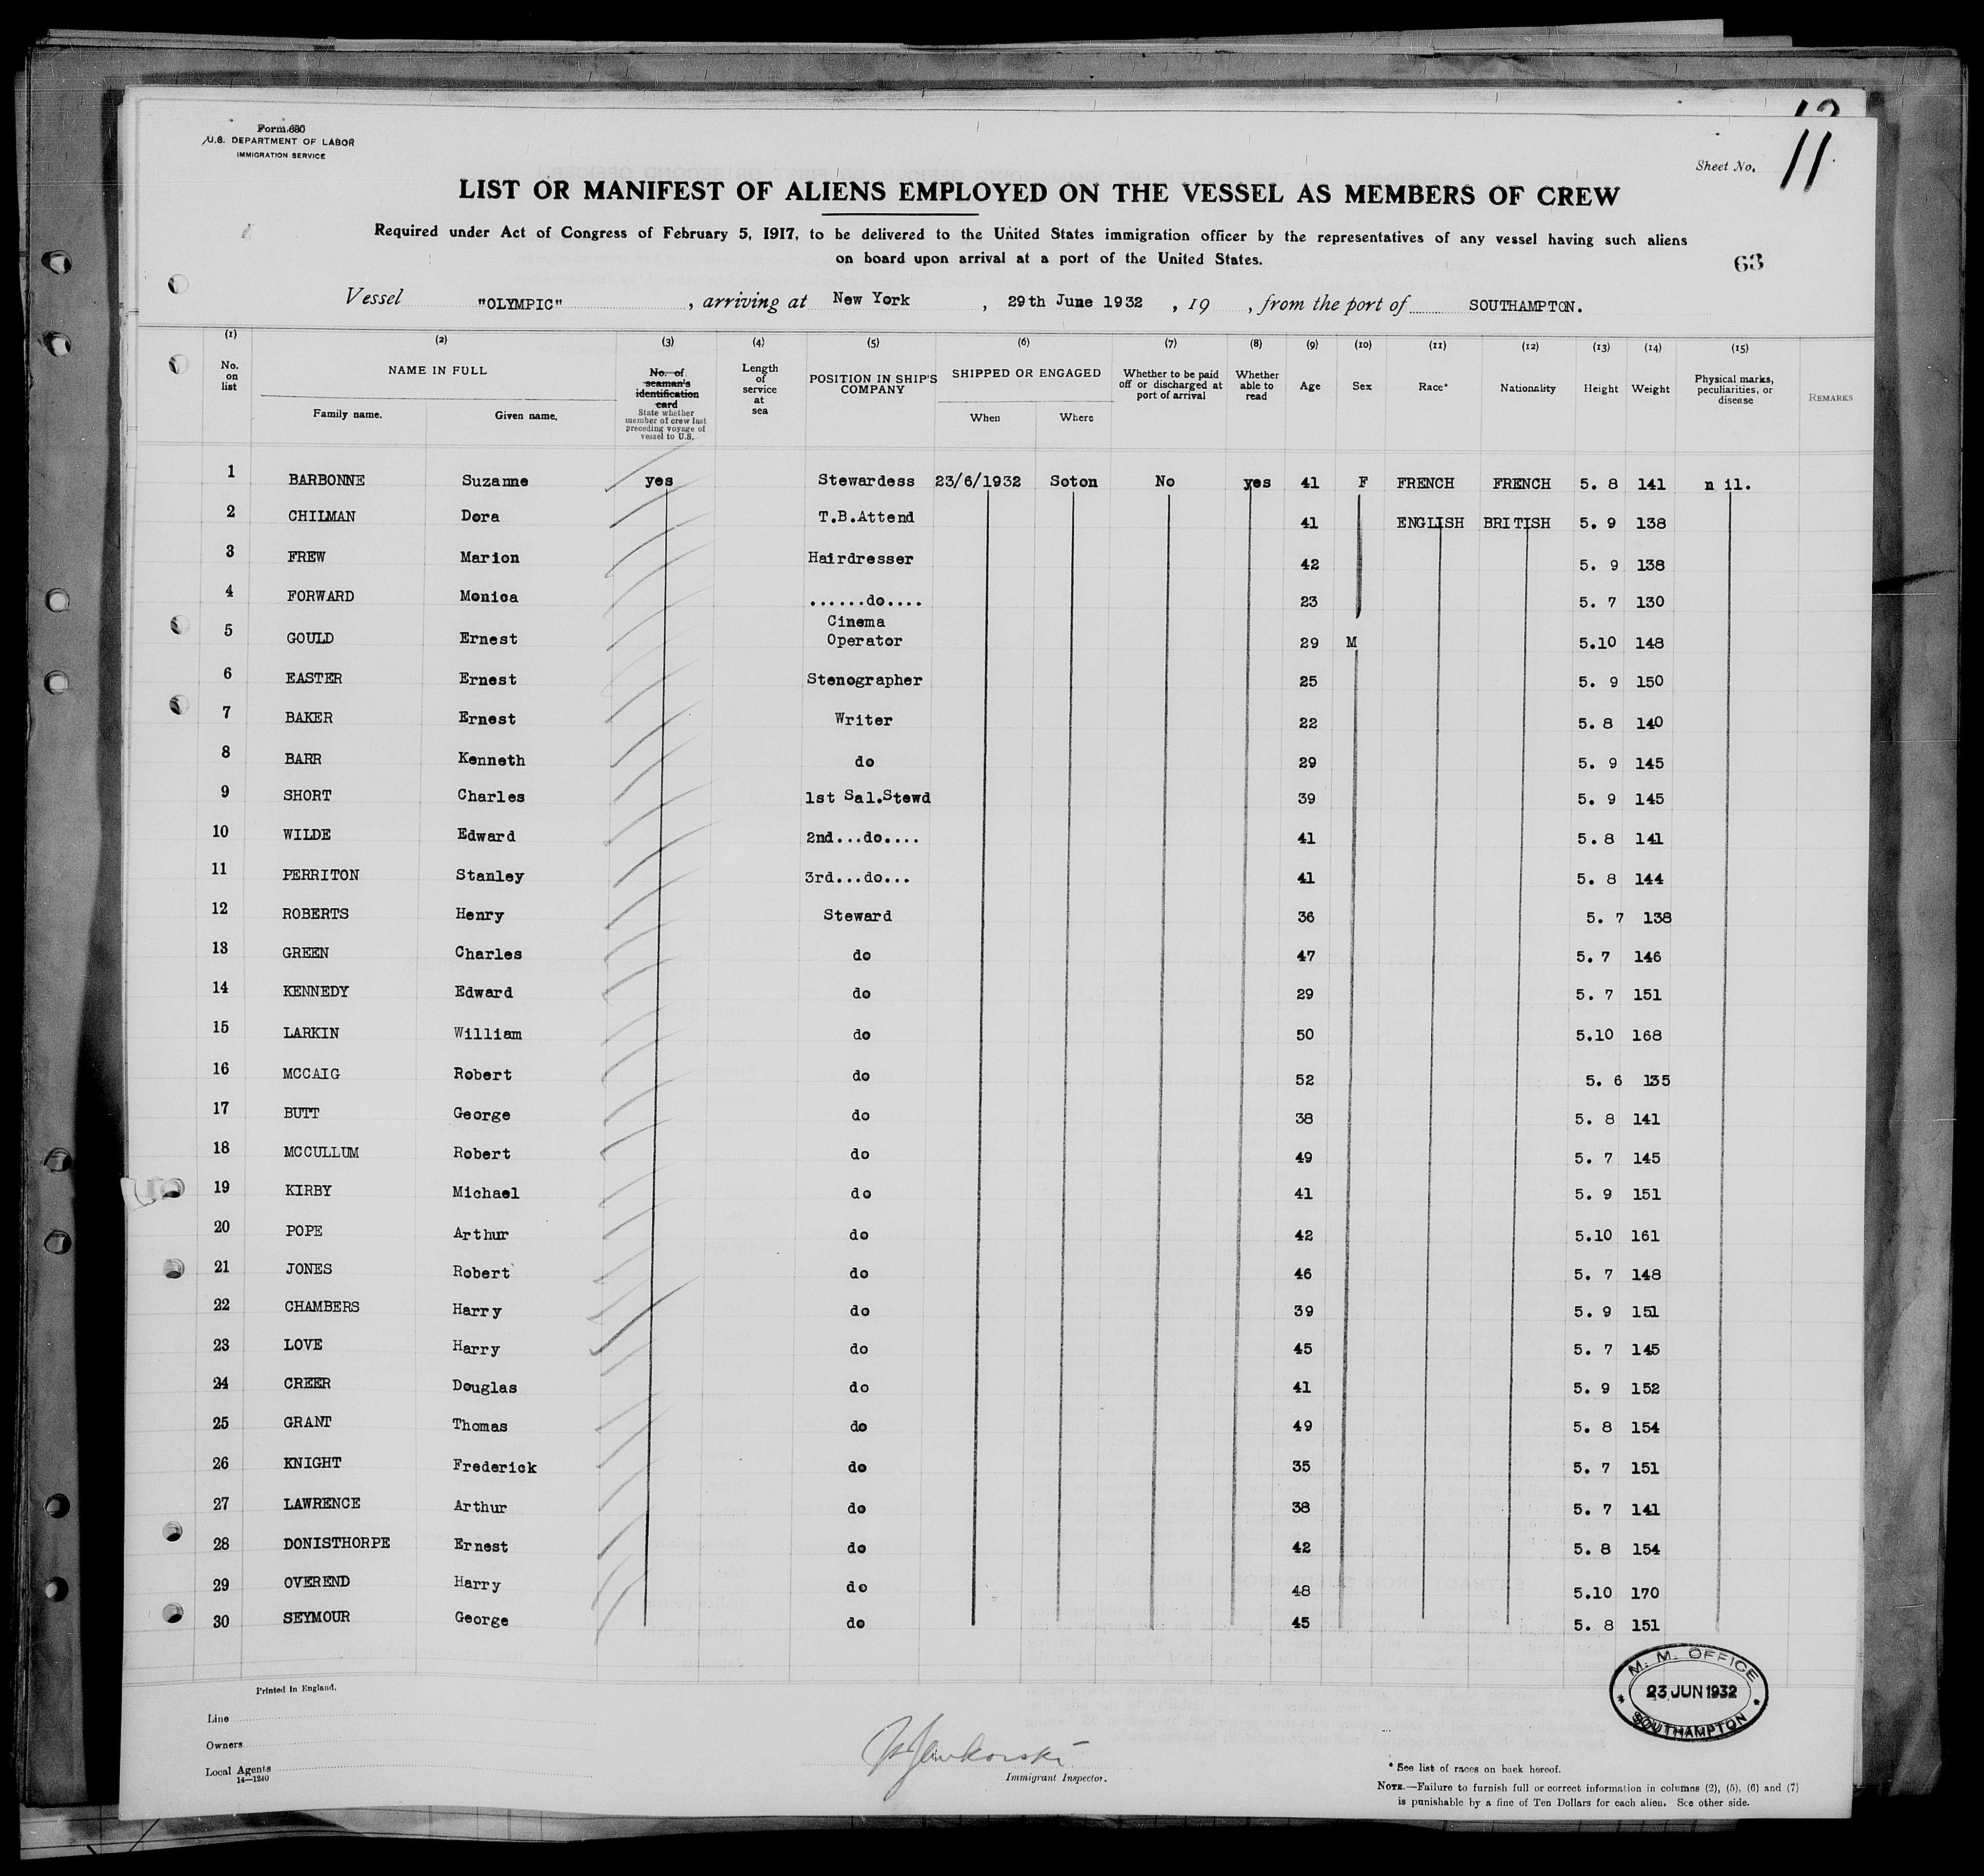 12
Form 680
U.S. DEPARTMENT OF LABOR
IMMIGRATION SERVICE
Sheet No. 11
LIST OR MANIFEST OF ALIENS EMPLOYED ON THE VESSEL AS MEMBERS OF CREW
Required under Act of Congress of February 5, 1917, to be delivered to the United States immigration officer by the representatives of any vessel having such aliens
on board upon arrival at a port of the United States.
63
Vessel "OLYMPIC", arriving at New York, 29th June 1932, 19 , from the port of SOUTHAMPTON.
(1) (2) (3) (4) (5) (6) (7) (8) (9) (10) (11) (12) (13) (14) (15)
No. on list NAME IN FULL Family name. Given name. No. of seaman's identification card State whether member of crew last preceding voyage of vessel to U.S. Length of service at sea POSITION IN SHIP'S COMPANY SHIPPED OR ENGAGED When Where Whether to be paid off or discharged at port of arrival Whether able to read Age Sex Race* Nationality Height Weight Physical marks, peculiarities, or disease REMARKS
1 BARBONNE Suzanne yes Stewardess 23/6/1932 Soton No yes 41 F FRENCH FRENCH 5. 8 141 n il.
2 CHILMAN Dora T.B.Attend 41 ENGLISH BRITISH 5. 9 138
3 FREW Marion Hairdresser 42 5. 9 138
4 FORWARD Monica ......do.... 23 5. 7 130
5 GOULD Ernest Cinema Operator 29 M 5.10 148
6 EASTER Ernest Stenographer 25 5. 9 150
7 BAKER Ernest Writer 22 5. 8 140
8 BARR Kenneth do 29 5. 9 145
9 SHORT Charles 1st Sal.Stewd 39 5. 9 145
10 WILDE Edward 2nd...do.... 41 5. 8 141
11 PERRITON Stanley 3rd...do... 41 5. 8 144
12 ROBERTS Henry Steward 36 5. 7 138
13 GREEN Charles do 47 5. 7 146
14 KENNEDY Edward do 29 5. 7 151
15 LARKIN William do 50 5.10 168
16 MCCAIG Robert do 52 5. 6 135
17 BUTT George do 38 5. 8 141
18 MCCULLUM Robert do 49 5. 7 145
19 KIRBY Michael do 41 5. 9 151
20 POPE Arthur do 42 5.10 161
21 JONES Robert do 46 5. 7 148
22 CHAMBERS Harry do 39 5. 9 151
23 LOVE Harry do 45 5. 7 145
24 CREER Douglas do 41 5. 9 152
25 GRANT Thomas do 49 5. 8 154
26 KNIGHT Frederick do 35 5. 7 151
27 LAWRENCE Arthur do 38 5. 7 141
28 DONISTHORPE Ernest do 42 5. 8 154
29 OVEREND Harry do 48 5.10 170
30 SEYMOUR George do 45 5. 8 151
M. M. OFFICE
23 JUN 1932
SOUTHAMPTON
Printed in England.
Line
Owners
Local Agents
14—1240
Immigrant Inspector.
* See list of races on back hereof.
NOTE.—Failure to furnish full or correct information in columns (2), (5), (6) and (7)
is punishable by a fine of Ten Dollars for each alien. See other side.